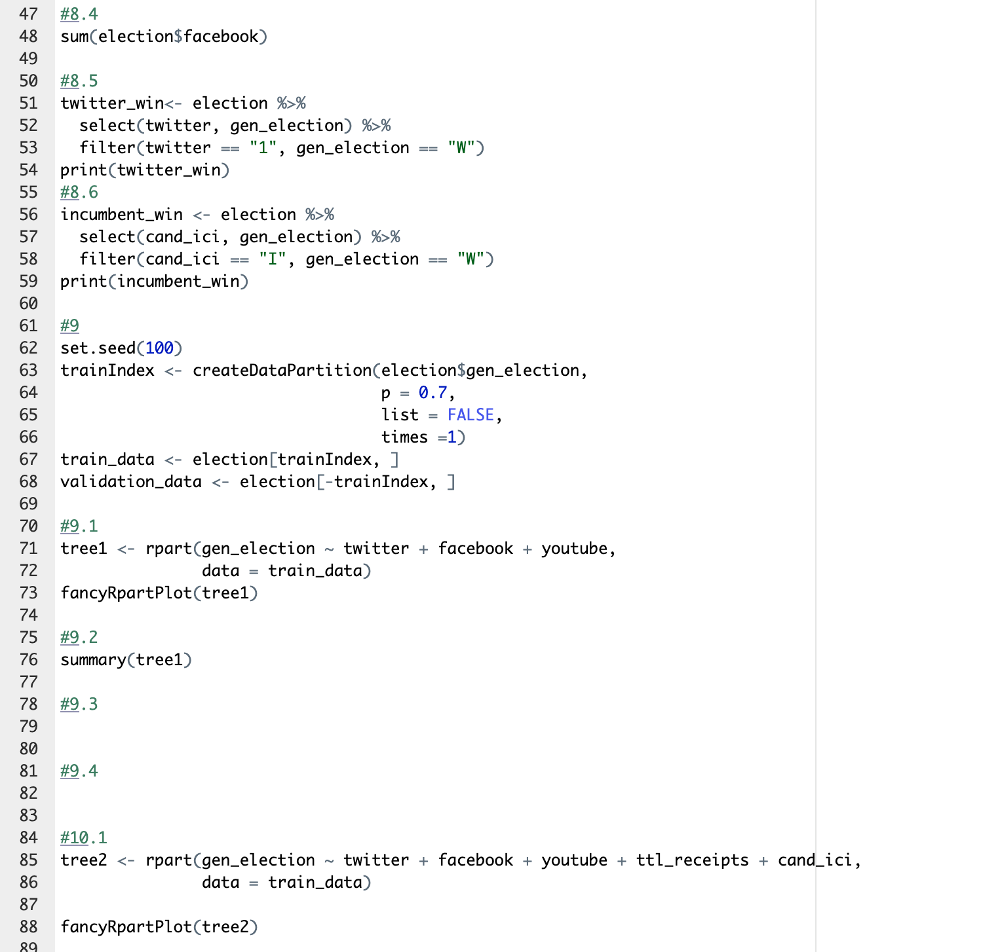 47 #8.4
48 sum(election$facebook)
49
50 #8.5
51 twitter_win<- election %>%
52   select(twitter, gen_election) %>%
53   filter(twitter == "1", gen_election == "W")
54 print(twitter_win)
55 #8.6
56 incumbent_win <- election %>%
57   select(cand_ici, gen_election) %>%
58   filter(cand_ici == "I", gen_election == "W")
59 print(incumbent_win)
60
61 #9
62 set.seed(100)
63 trainIndex <- createDataPartition(election$gen_election,
64                                   p = 0.7,
65                                   list = FALSE,
66                                   times =1)
67 train_data <- election[trainIndex, ]
68 validation_data <- election[-trainIndex, ]
69
70 #9.1
71 tree1 <- rpart(gen_election ~ twitter + facebook + youtube,
72                data = train_data)
73 fancyRpartPlot(tree1)
74
75 #9.2
76 summary(tree1)
77
78 #9.3
79
80
81 #9.4
82
83
84 #10.1
85 tree2 <- rpart(gen_election ~ twitter + facebook + youtube + ttl_receipts + cand_ici,
86                data = train_data)
87
88 fancyRpartPlot(tree2)
89